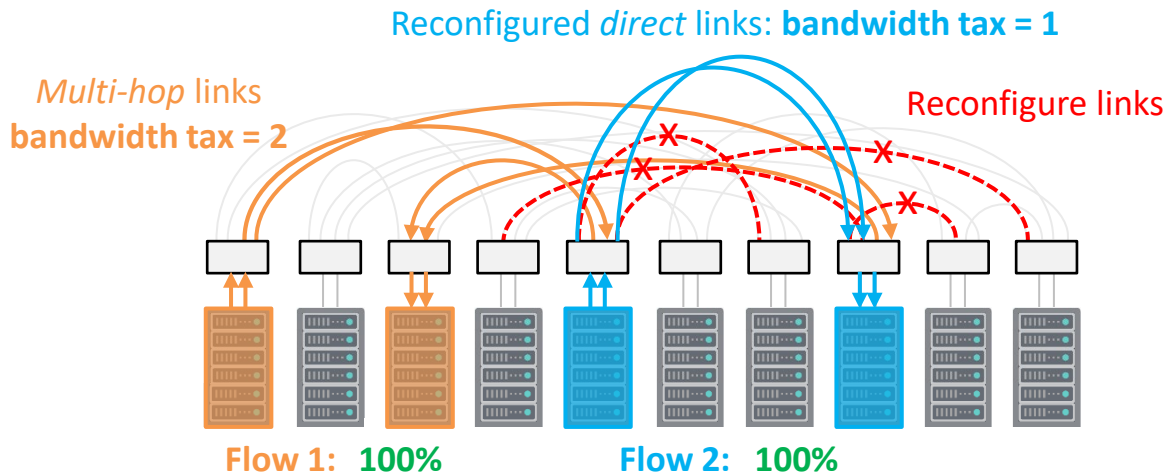 Reconfigured direct links: bandwidth tax = 1
Multi-hop links
bandwidth tax = 2
Reconfigure links
X
X
X
X
Flow 1: 100%
Flow 2: 100%